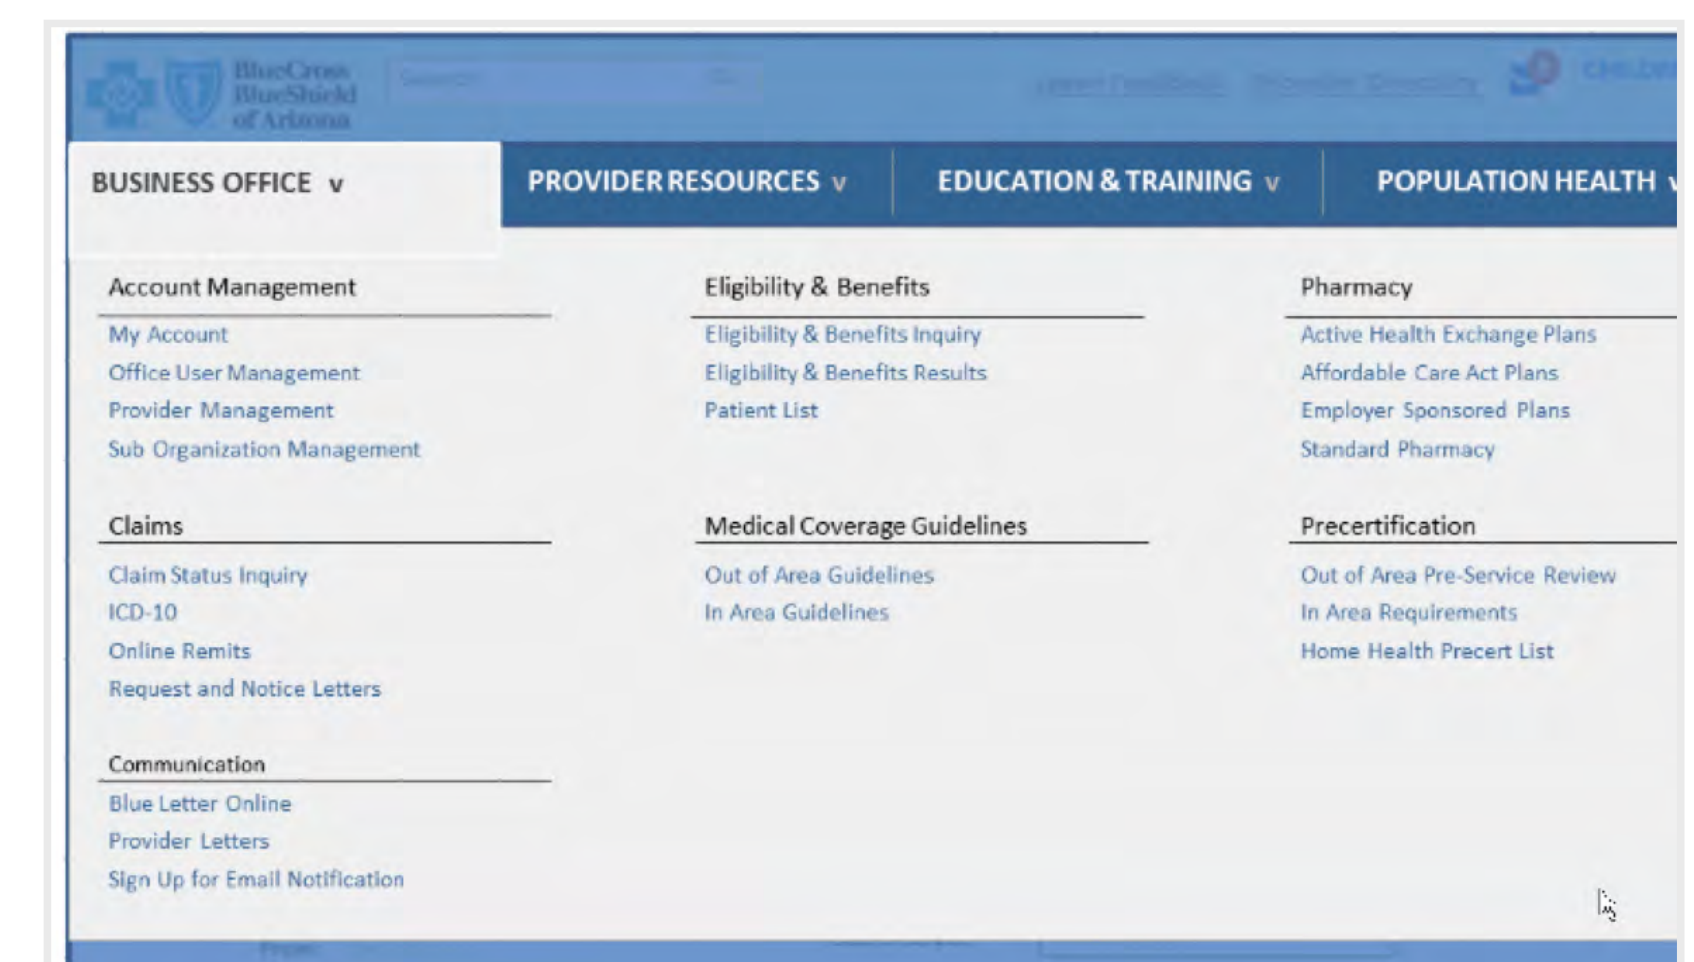 BlueCross
BlueShield
of Arizona
Search
BUSINESS OFFICE v
PROVIDER RESOURCES v
EDUCATION & TRAINING v
POPULATION HEALTH v
Account Management
My Account
Office User Management
Provider Management
Sub Organization Management
Eligibility & Benefits
Eligibility & Benefits Inquiry
Eligibility & Benefits Results
Patient List
Pharmacy
Active Health Exchange Plans
Affordable Care Act Plans
Employer Sponsored Plans
Standard Pharmacy
Claims
Claim Status Inquiry
ICD-10
Online Remits
Request and Notice Letters
Medical Coverage Guidelines
Out of Area Guidelines
In Area Guidelines
Precertification
Out of Area Pre-Service Review
In Area Requirements
Home Health Precert List
Communication
Blue Letter Online
Provider Letters
Sign Up for Email Notification